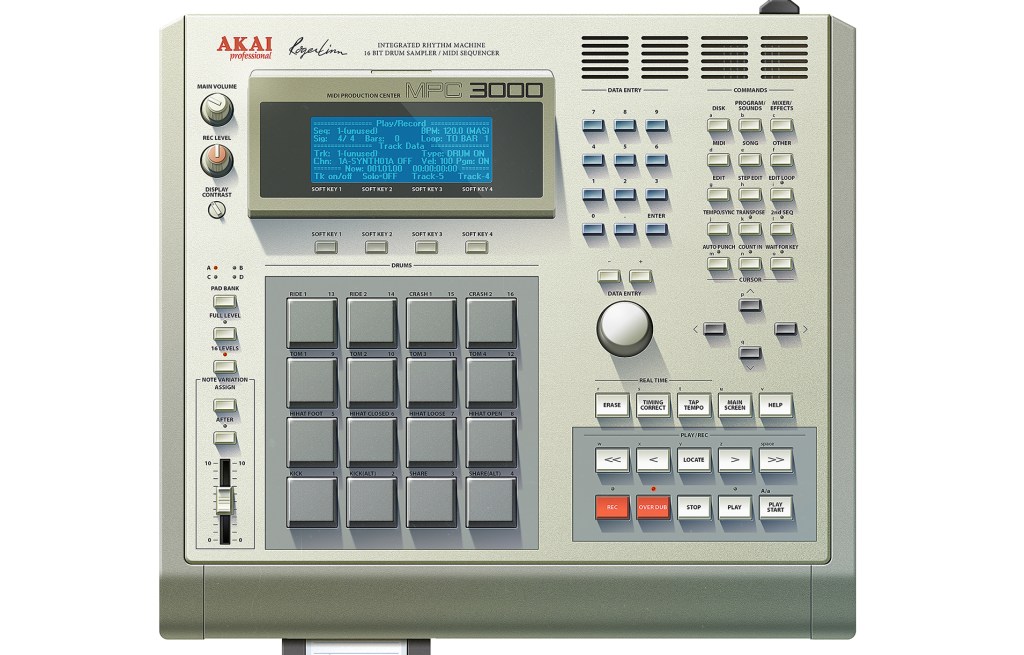 AKAI
professional
Roger Linn
INTEGRATED RHYTHM MACHINE
16 BIT DRUM SAMPLER / MIDI SEQUENCER
MIDI PRODUCTION CENTER MPC 3000
Play/Record
Seq: 1-(unused) BPM: 120.0 (MAS)
Sig: 4/ 4 Bars: 0 Loop: TO BAR 1
Track Data
Trk: 1-(unused) Type: DRUM ON
Chn: 1A-SYNTH01A OFF Vel: 100 Pgm: ON
Now: 001.01.00 00:00:00:00
Tk on/off Solo=OFF Track-5 Track-4
SOFT KEY 1 SOFT KEY 2 SOFT KEY 3 SOFT KEY 4
SOFT KEY 1 SOFT KEY 2 SOFT KEY 3 SOFT KEY 4
MAIN VOLUME
REC LEVEL
DISPLAY
CONTRAST
A B
C D
PAD BANK
FULL LEVEL
16 LEVELS
NOTE VARIATION
ASSIGN
AFTER
10 10
0 0
DRUMS
RIDE 1 13 RIDE 2 14 CRASH 1 15 CRASH 2 16
TOM 1 9 TOM 2 10 TOM 3 11 TOM 4 12
HIHAT FOOT 5 HIHAT CLOSED 6 HIHAT LOOSE 7 HIHAT OPEN 8
KICK 1 KICK(ALT) 2 SHARE 3 SHARE(ALT) 4
DATA ENTRY
7 8 9
4 5 6
1 2 3
0 . ENTER
- +
DATA ENTRY
COMMANDS
DISK PROGRAM/ SOUNDS MIXER/ EFFECTS
a b c
MIDI SONG OTHER
d e f
EDIT STEP EDIT EDIT LOOP
g h i
TEMPO/SYNC TRANSPOSE 2nd SEQ
j k l
AUTO PUNCH COUNT IN WAIT FOR KEY
m n o
CURSOR
p
< >
q
REAL TIME
r s t u v
ERASE TIMING CORRECT TAP TEMPO MAIN SCREEN HELP
PLAY/REC
w x y z space
<< < LOCATE > >>
A/a
REC OVER DUB STOP PLAY PLAY START